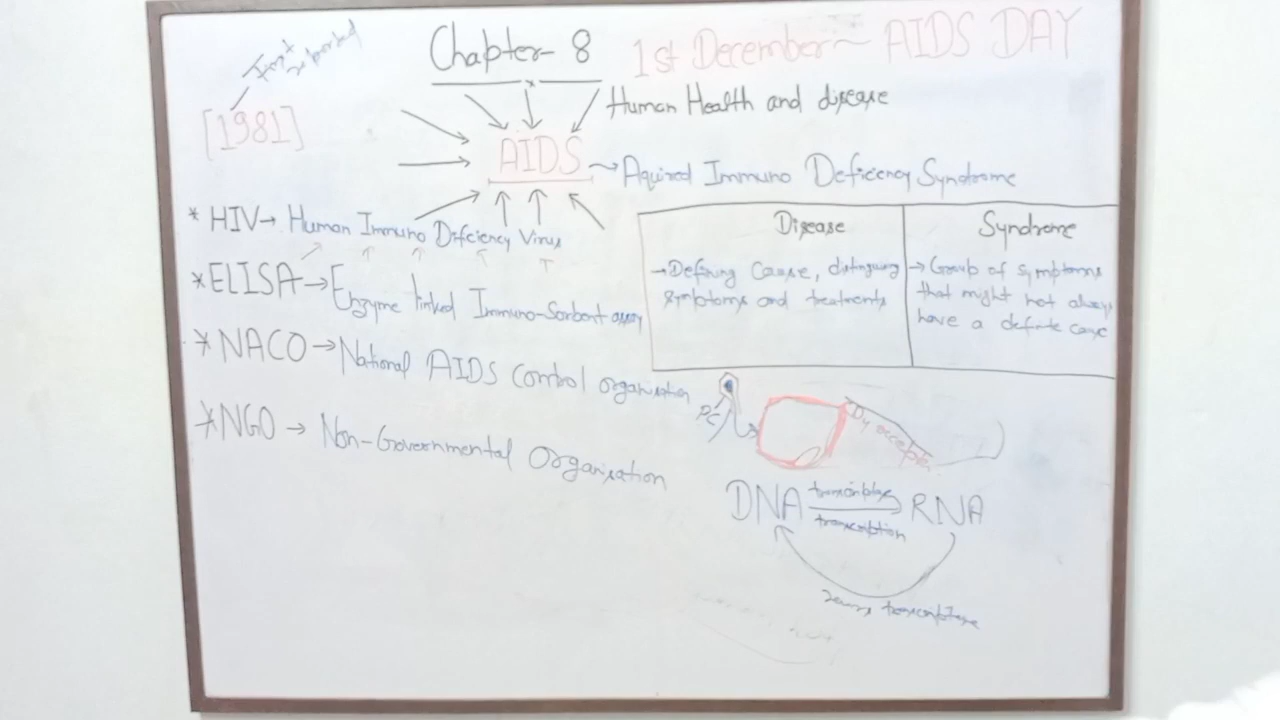 First reported
[1981]
Chapter- 8
1st December~ AIDS DAY
Human Health and disease
AIDS ~ Aquired Immuno Deficiency Syndrome
* HIV→ Human Immuno Dificiency Virus
* ELISA→ Enzyme linked Immuno-Sorbent assay
* NACO→ National AIDS Control organisation
* NGO → Non-Governmental Organisation
Disease
→ Defining Cause, distinguing
symptoms and treatments
Syndrome
→ Group of symptoms
that might not always
have a definite cause
DNA
transcriptase
transcription
RNA
transcriptase